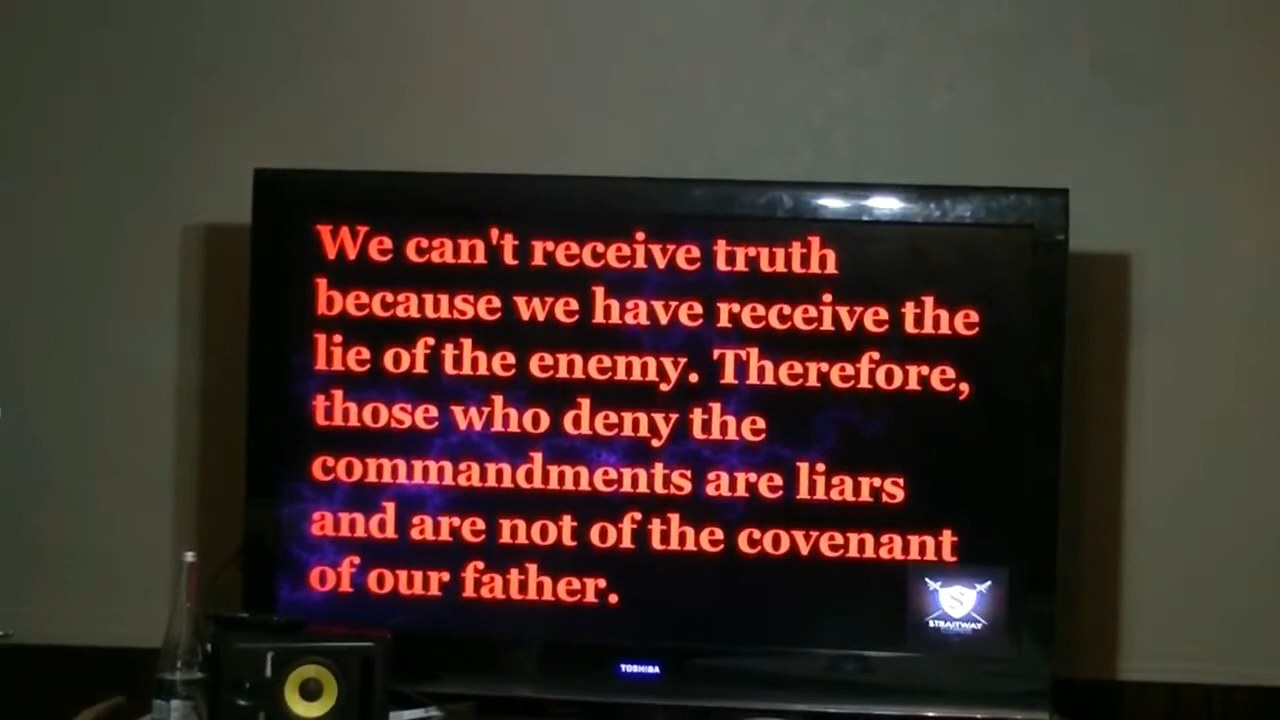 We can't receive truth
because we have receive the
lie of the enemy. Therefore,
those who deny the
commandments are liars
and are not of the covenant
of our father.
S
STRAITWAY
TOSHIBA